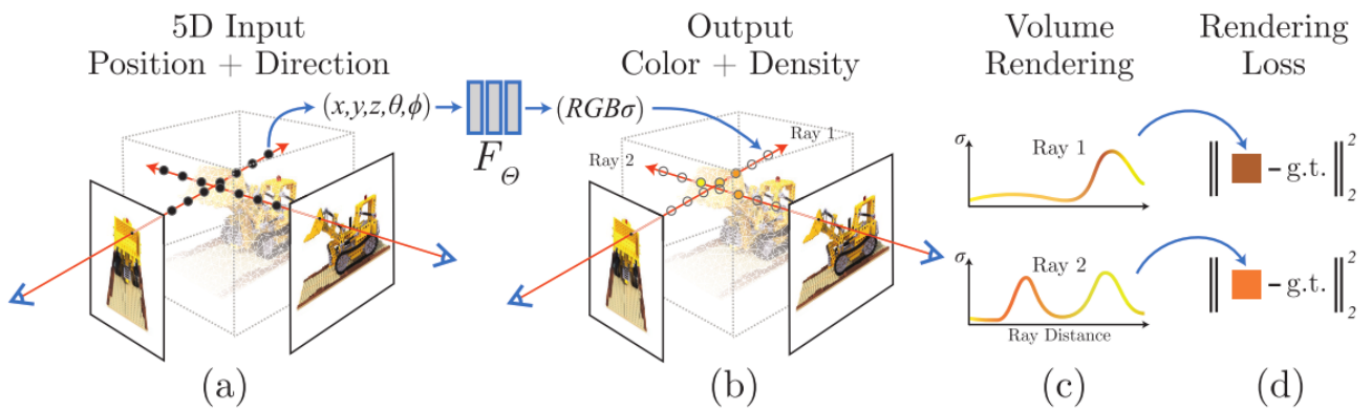 5D Input
Position + Direction
Output
Color + Density
Volume
Rendering
Rendering
Loss
(x,y,z,θ,ϕ)
F_Θ
(RGBσ)
Ray 1
Ray 2
σ
Ray 1
σ
Ray 2
Ray Distance
‖ – g.t. ‖²₂
‖ – g.t. ‖²₂
(a)
(b)
(c)
(d)